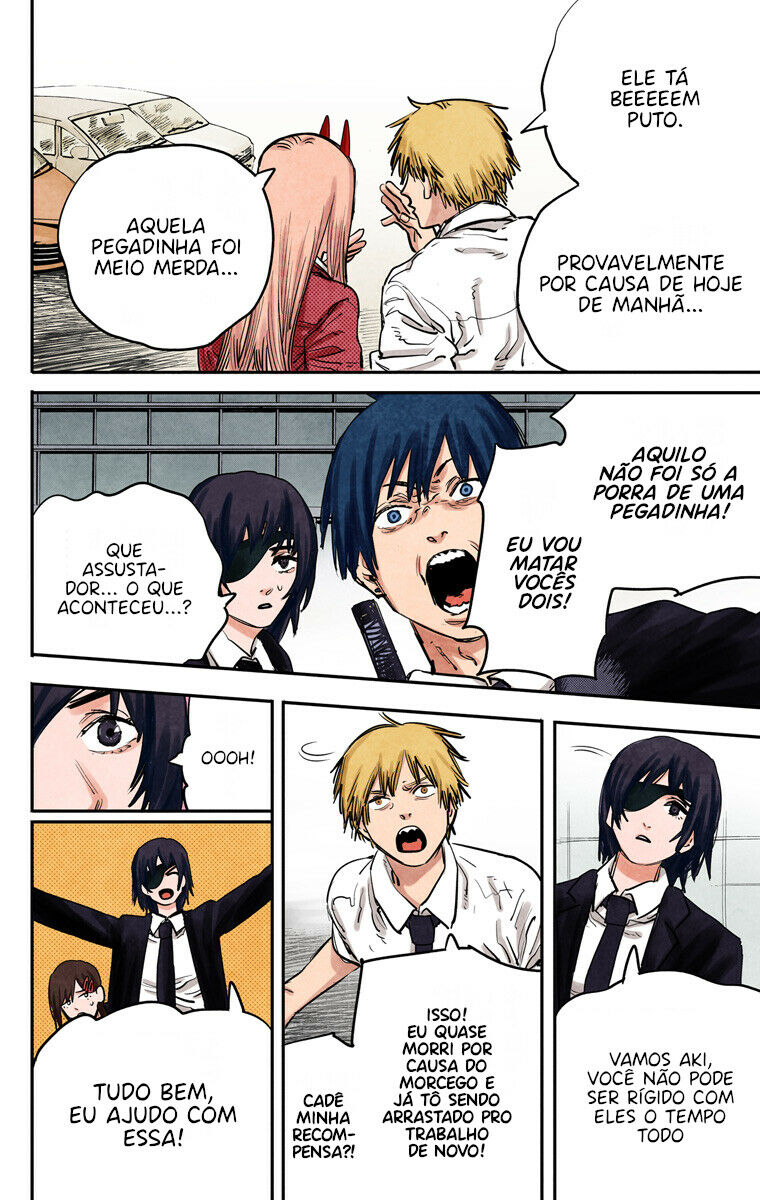 ELE TÁ
BEEEEEM
PUTO.
PROVAVELMENTE
POR CAUSA DE HOJE
DE MANHÃ...
AQUELA
PEGADINHA FOI
MEIO MERDA...
AQUILO
NÃO FOI SÓ A
PORRA DE UMA
PEGADINHA!
EU VOU
MATAR
VOCÊS
DOIS!
QUE
ASSUSTA-
DOR... O QUE
ACONTECEU...?
VAMOS AKI,
VOCÊ NÃO PODE
SER RÍGIDO COM
ELES O TEMPO
TODO
ISSO!
EU QUASE
MORRI POR
CAUSA DO
MORCEGO E
JÁ TÔ SENDO
ARRASTADO PRO
TRABALHO
DE NOVO!
CADÊ
MINHA
RECOM-
PENSA?!
OOOH!
TUDO BEM,
EU AJUDO COM
ESSA!